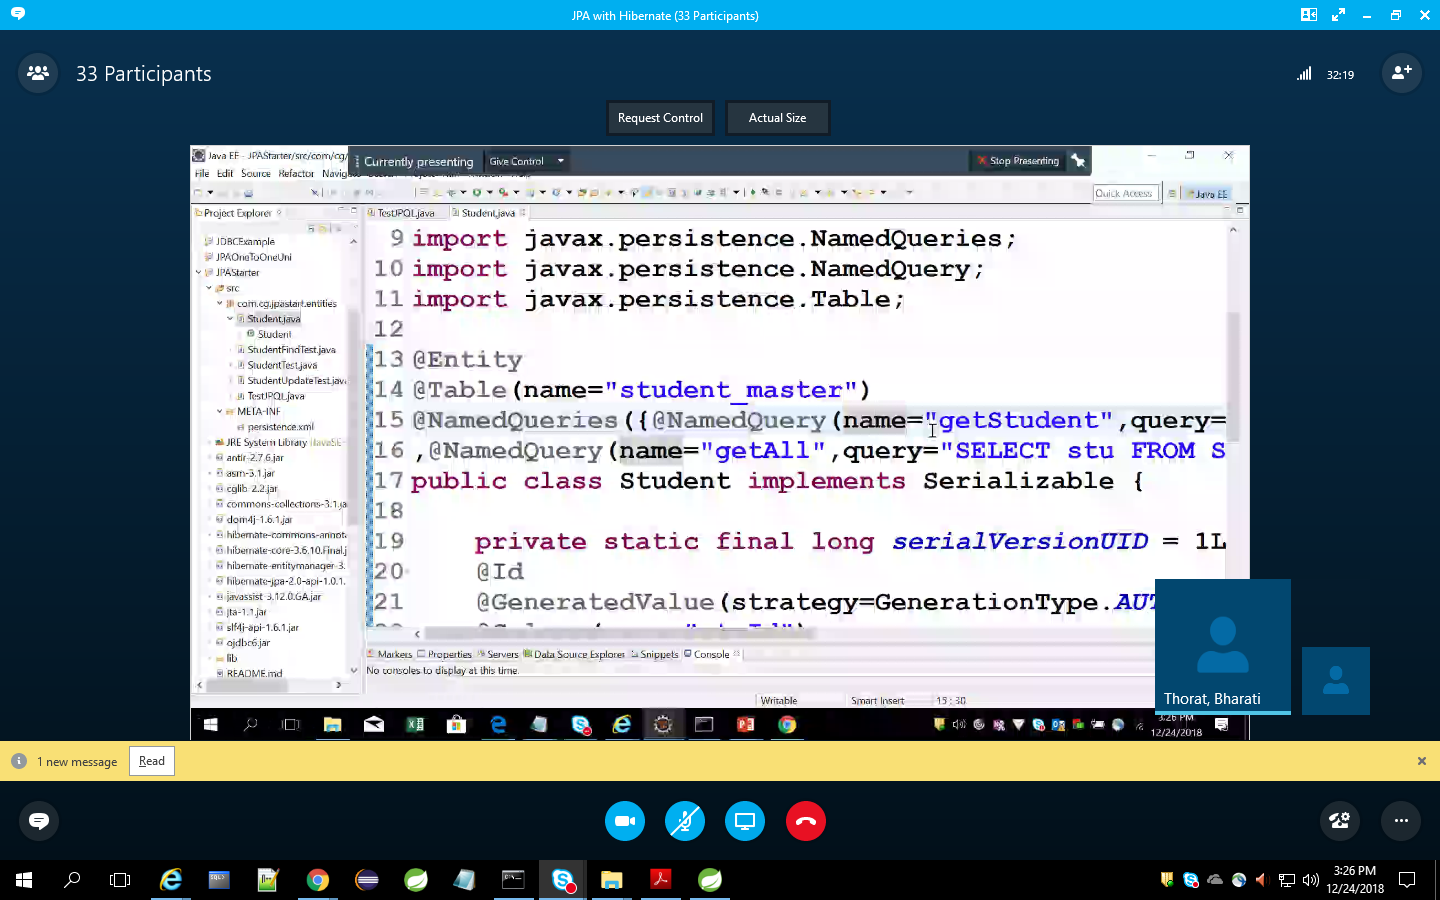 JPA with Hibernate (33 Participants)
33 Participants
32:19
Request Control
Actual Size
Java EE - JPAStarter/src/com/cg/
Currently presenting
Give Control
Stop Presenting
File Edit Source Refactor
Quick Access
Java EE
Project Explorer
TestJPQL.java
Student.java
JDBCExample
JPAOneToOneUni
JPAStarter
src
com.cg.jpastart.entities
Student.java
Student
StudentFindTest.java
StudentTest.java
StudentUpdateTest.java
TestJPQL.java
META-INF
persistence.xml
JRE System Library [JavaSE-
antlr-2.7.6.jar
asm-3.1.jar
cglib-2.2.jar
commons-collections-3.1.ja
dom4j-1.6.1.jar
hibernate-commons-annota
hibernate-core-3.6.10.Final.j
hibernate-entitymanager-3.
hibernate-jpa-2.0-api-1.0.1.
javassist-3.12.0.GA.jar
jta-1.1.jar
slf4j-api-1.6.1.jar
ojdbc6.jar
lib
README.md
9 import javax.persistence.NamedQueries;
10 import javax.persistence.NamedQuery;
11 import javax.persistence.Table;
12
13 @Entity
14 @Table(name="student_master")
15 @NamedQueries({@NamedQuery(name="getStudent",query=
16 ,@NamedQuery(name="getAll",query="SELECT stu FROM S
17 public class Student implements Serializable {
18
19 private static final long serialVersionUID = 1L
20 @Id
21 @GeneratedValue(strategy=GenerationType.AUT
Markers Properties Servers Data Source Explorer Snippets Console
No consoles to display at this time.
Writable
Smart Insert
15 : 30
Thorat, Bharati
3:26 PM
12/24/2018
1 new message
Read
3:26 PM
12/24/2018